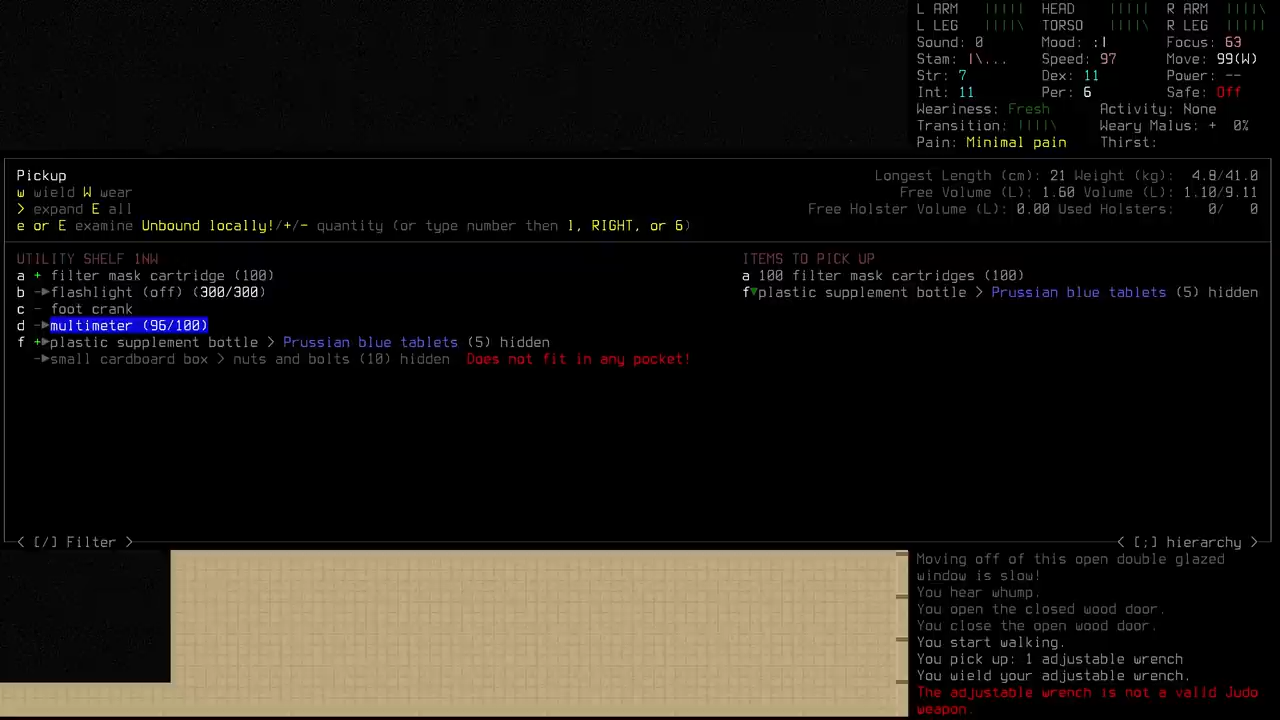 L ARM |||||  HEAD |||||  R ARM ||||\
L LEG ||||\  TORSO ||||\  R LEG |||||
Sound: 0  Mood: :|  Focus: 63
Stam: |\...  Speed: 97  Move: 99(W)
Str: 7  Dex: 11  Power: --
Int: 11  Per: 6  Safe: Off
Weariness: Fresh  Activity: None
Transition: ||||\  Weary Malus: + 0%
Pain: Minimal pain  Thirst:
Pickup  Longest Length (cm): 21 Weight (kg): 4.8/41.0
w wield W wear  Free Volume (L): 1.60 Volume (L): 1.10/9.11
> expand E all  Free Holster Volume (L): 0.00 Used Holsters: 0/ 0
e or E examine Unbound locally!/+/- quantity (or type number then l, RIGHT, or 6)
UTILITY SHELF 1NW  ITEMS TO PICK UP
a + filter mask cartridge (100)  a 100 filter mask cartridges (100)
b -►flashlight (off) (300/300)  f▼plastic supplement bottle > Prussian blue tablets (5) hidden
c - foot crank
d -►multimeter (96/100)
f +►plastic supplement bottle > Prussian blue tablets (5) hidden
-►small cardboard box > nuts and bolts (10) hidden  Does not fit in any pocket!
< [/] Filter >  < [;] hierarchy >
Moving off of this open double glazed
window is slow!
You hear whump.
You open the closed wood door.
You close the open wood door.
You start walking.
You pick up: 1 adjustable wrench
You wield your adjustable wrench.
The adjustable wrench is not a valid Judo
weapon.